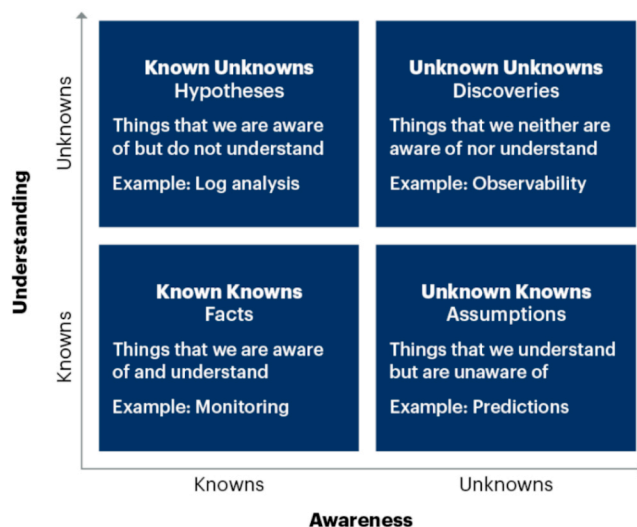 Known Unknowns
Hypotheses
Things that we are aware
of but do not understand
Example: Log analysis
Unknown Unknowns
Discoveries
Things that we neither are
aware of nor understand
Example: Observability
Known Knowns
Facts
Things that we are aware
of and understand
Example: Monitoring
Unknown Knowns
Assumptions
Things that we understand
but are unaware of
Example: Predictions
Understanding
Unknowns
Knowns
Knowns
Unknowns
Awareness